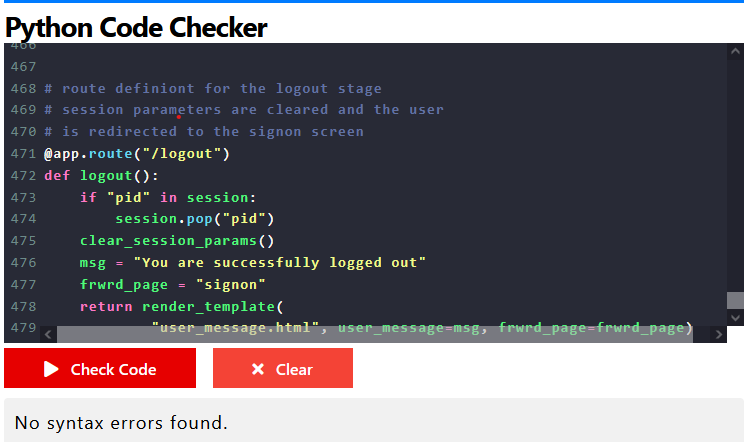 Python Code Checker
466
467
468 # route definiont for the logout stage
469 # session parameters are cleared and the user
470 # is redirected to the signon screen
471 @app.route("/logout")
472 def logout():
473     if "pid" in session:
474         session.pop("pid")
475     clear_session_params()
476     msg = "You are successfully logged out"
477     frwrd_page = "signon"
478     return render_template(
479             "user_message.html", user_message=msg, frwrd_page=frwrd_page)
Check Code
Clear
No syntax errors found.